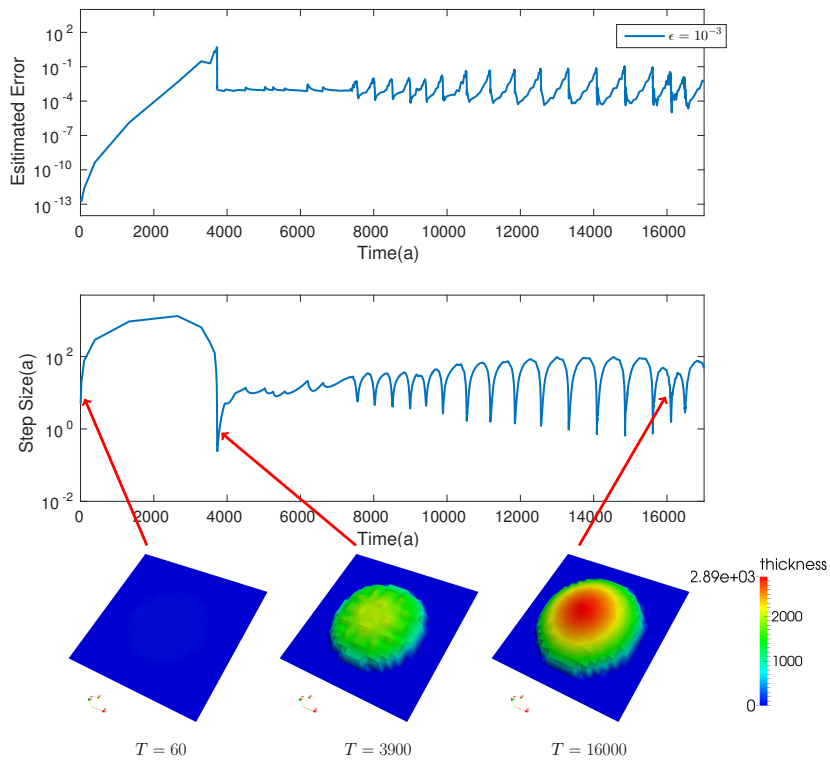 Esitimated Error
10^2
10^-1
10^-4
10^-7
10^-10
10^-13
ϵ = 10^-3
0 2000 4000 6000 8000 10000 12000 14000 16000
Time(a)
Step Size(a)
10^2
10^0
10^-2
0 2000 4000 6000 8000 10000 12000 14000 16000
Time(a)
thickness
2.89e+03
2000
1000
0
T = 60
T = 3900
T = 16000